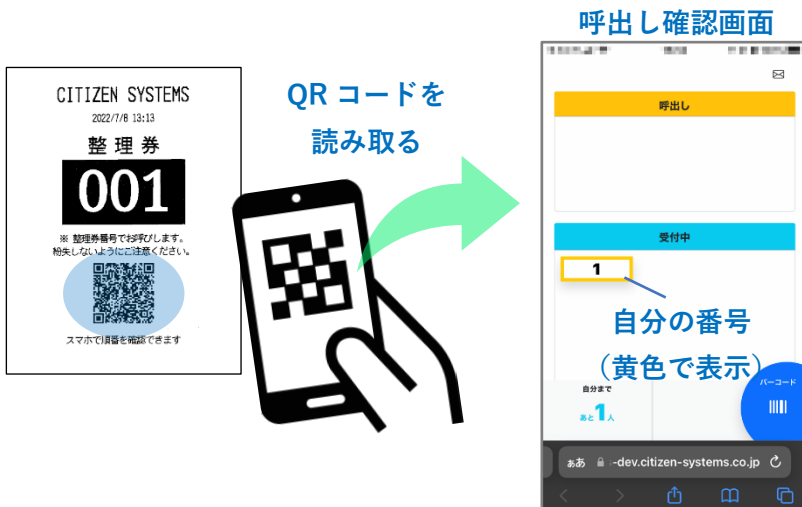 呼出し確認画面
CITIZEN SYSTEMS
2022/7/8 13:13
整理券
001
※ 整理券番号でお呼びします。
紛失しないようにご注意ください。
スマホで順番を確認できます
QR コードを
読み取る
呼出し
受付中
1
自分の番号
（黄色で表示）
自分まで
あと1人
バーコード
ああ
-dev.citizen-systems.co.jp